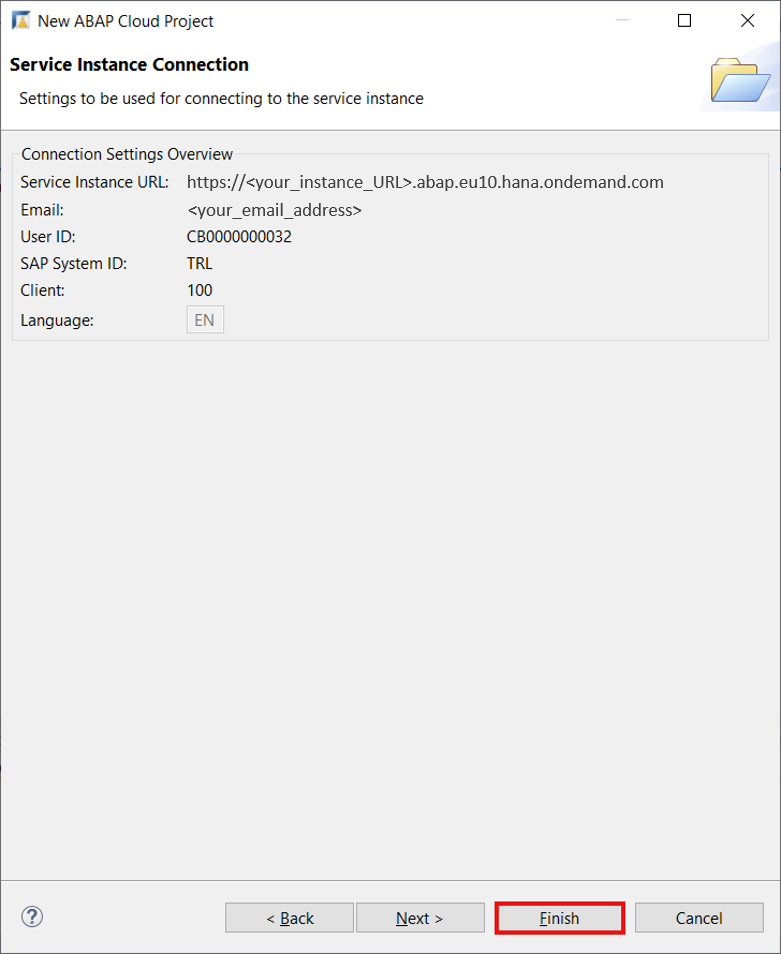 New ABAP Cloud Project
Service Instance Connection
Settings to be used for connecting to the service instance
Connection Settings Overview
Service Instance URL: https://<your_instance_URL>.abap.eu10.hana.ondemand.com
Email: <your_email_address>
User ID: CB0000000032
SAP System ID: TRL
Client: 100
Language: EN
? < Back Next > Finish Cancel